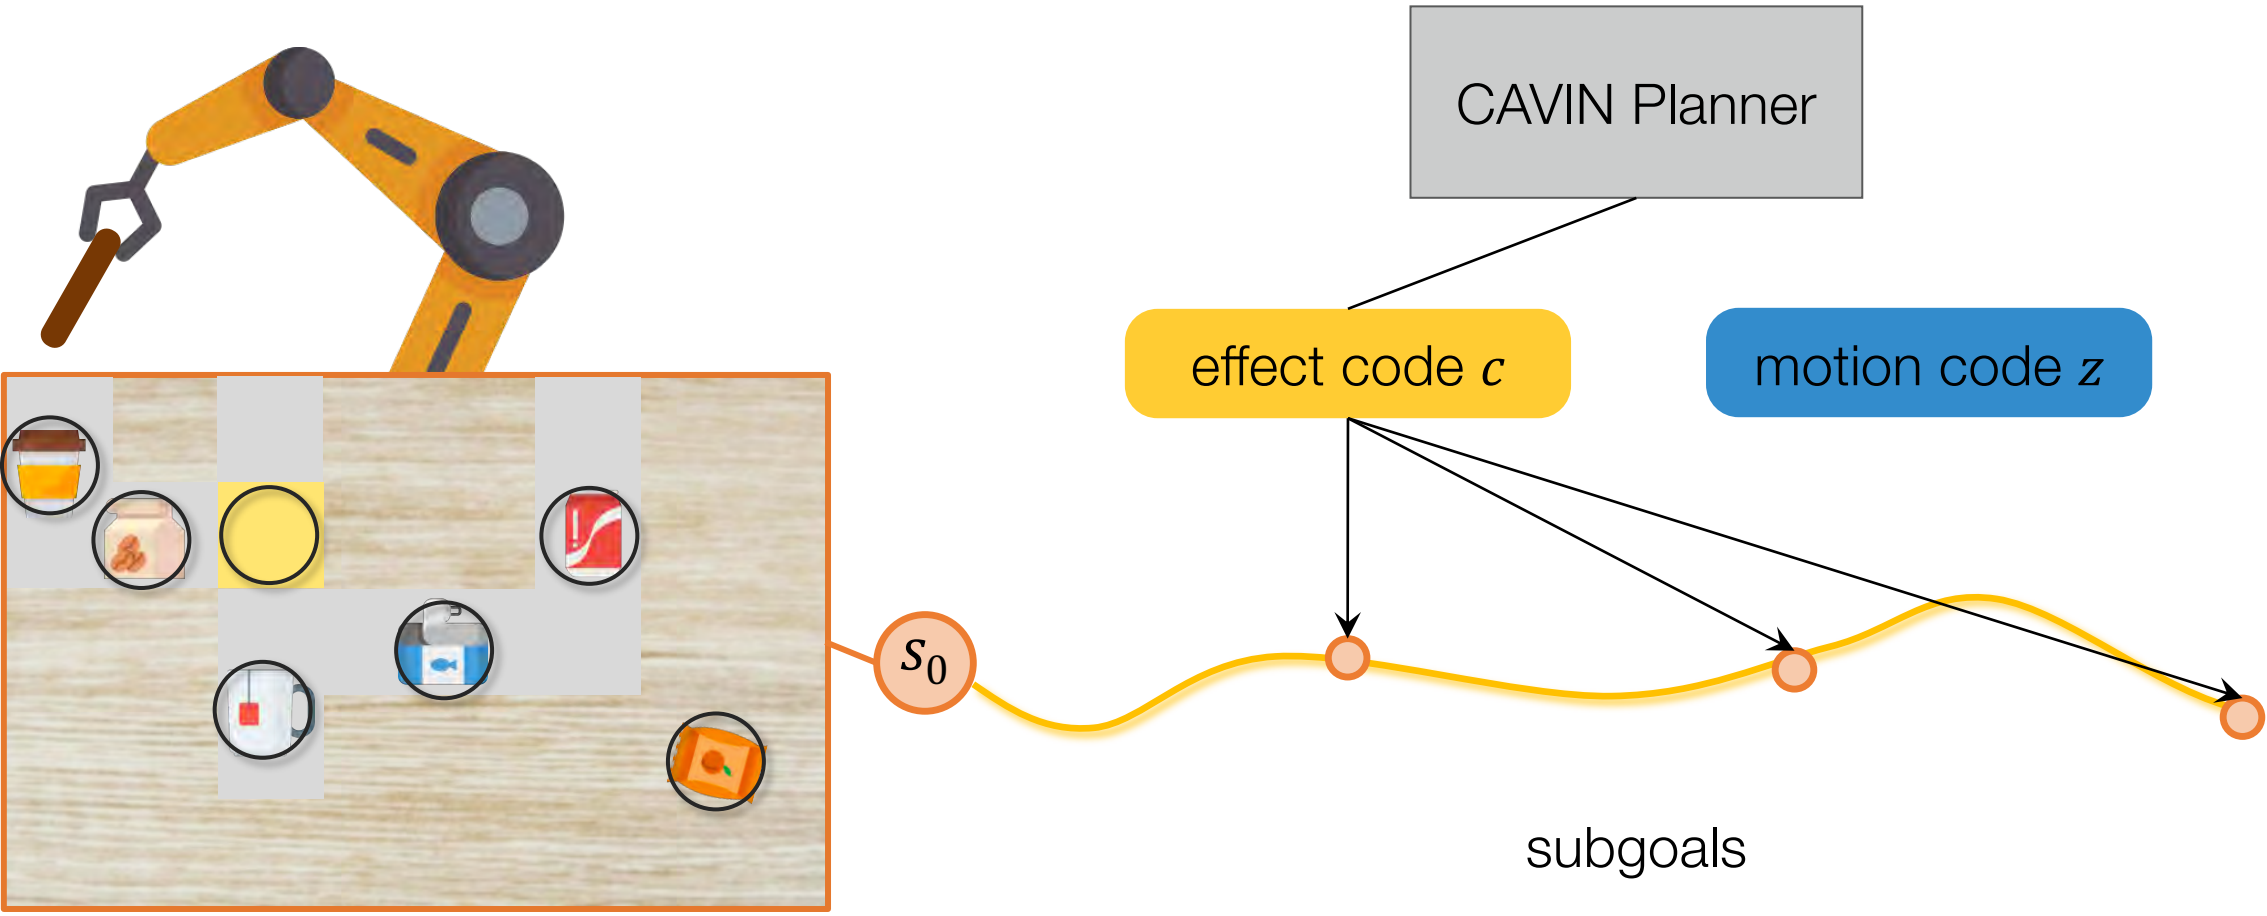 CAVIN Planner
effect code c
motion code z
s₀
subgoals